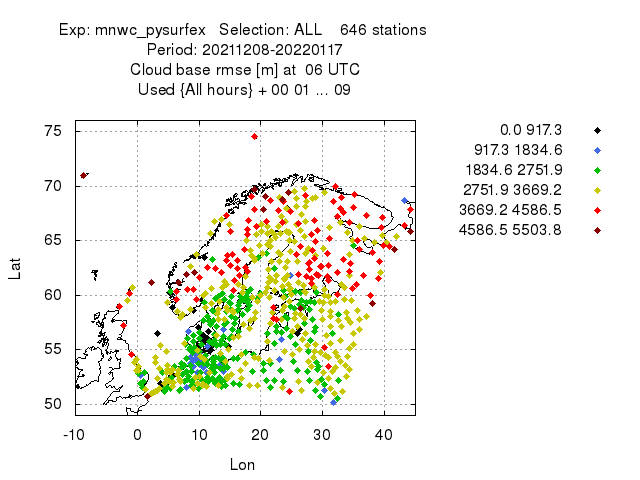 Exp: mnwc_pysurfex   Selection: ALL    646 stations
Period: 20211208-20220117
Cloud base rmse [m] at  06 UTC
Used {All hours} + 00 01 ... 09
0.0 917.3
917.3 1834.6
1834.6 2751.9
2751.9 3669.2
3669.2 4586.5
4586.5 5503.8
75
70
65
60
55
50
Lat
-10 0 10 20 30 40
Lon